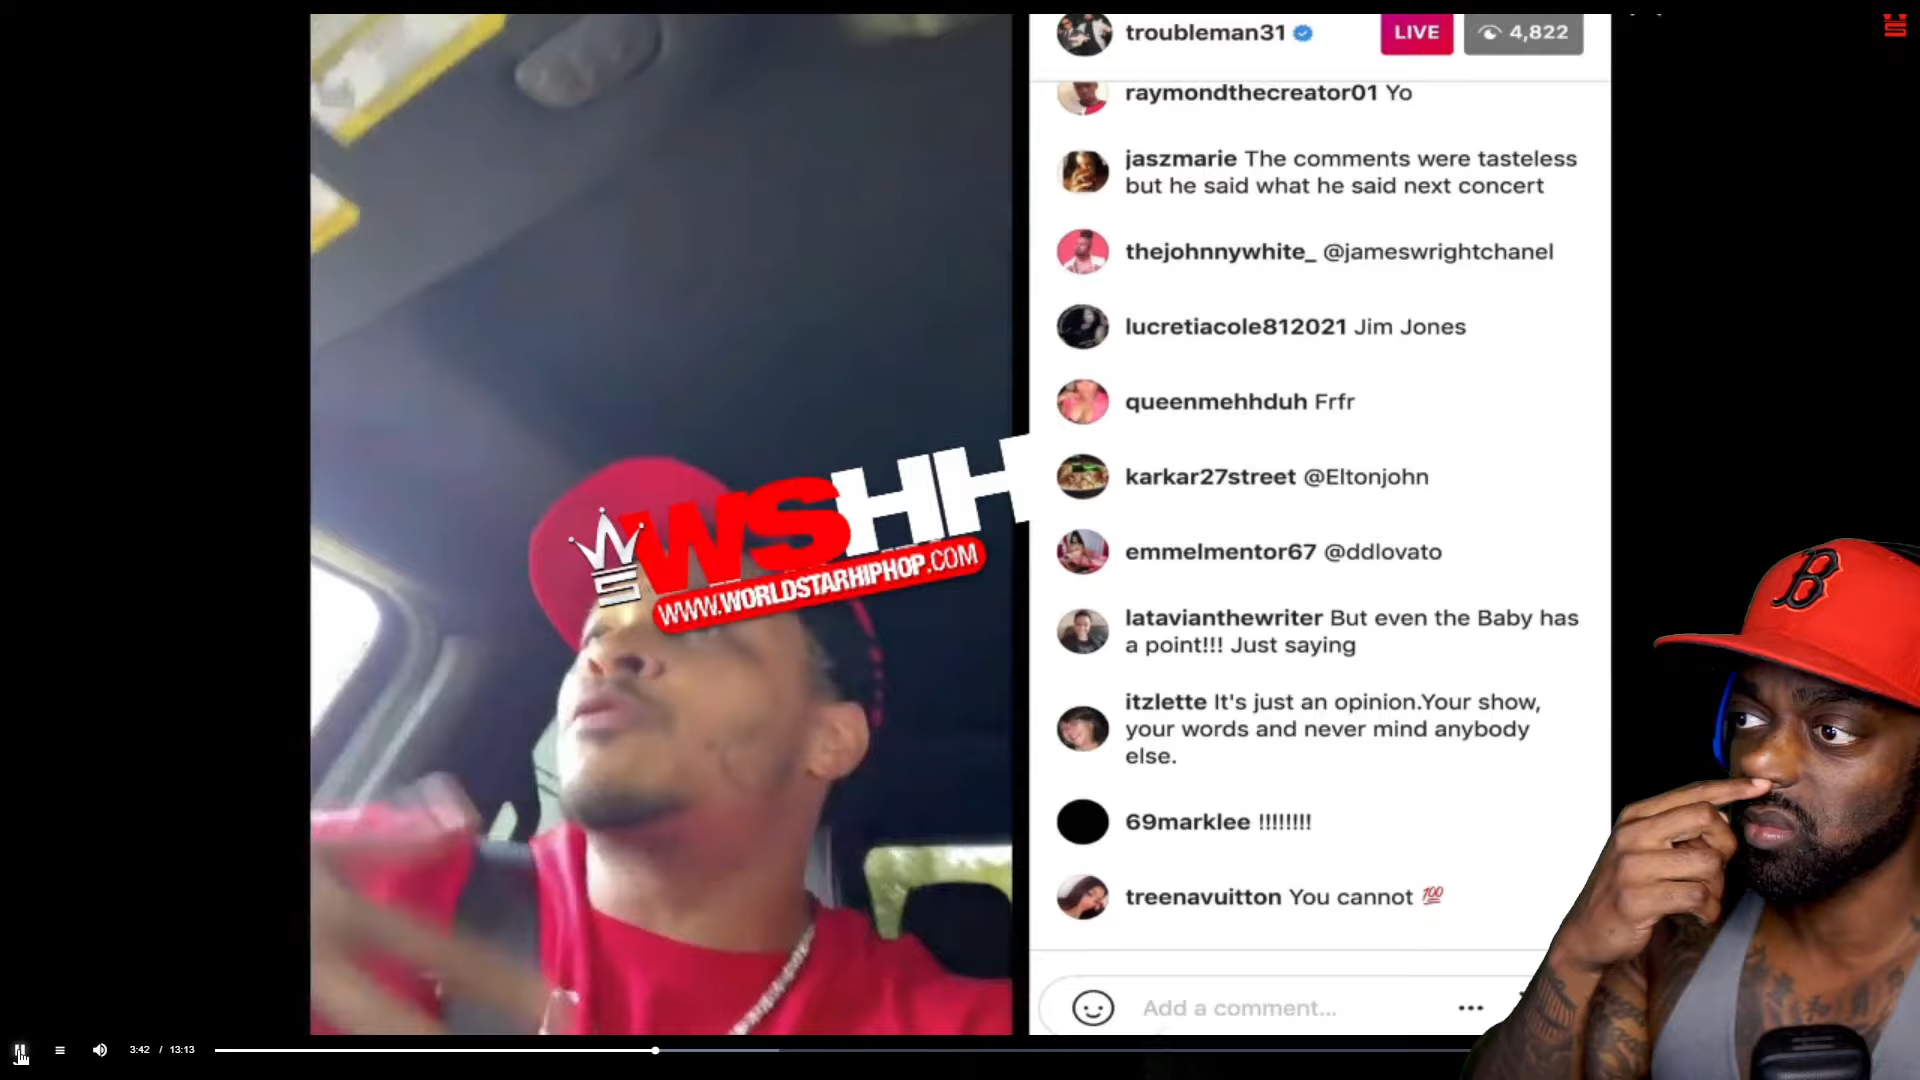 troubleman31
LIVE
4,822
raymondthecreator01 Yo
jaszmarie The comments were tasteless
but he said what he said next concert
thejohnnywhite_ @jameswrightchanel
lucretiacole812021 Jim Jones
queenmehhduh Frfr
karkar27street @Eltonjohn
emmelmentor67 @ddlovato
latavianthewriter But even the Baby has
a point!!! Just saying
itzlette It's just an opinion.Your show,
your words and never mind anybody
else.
69marklee !!!!!!!!
treenavuitton You cannot 💯
Add a comment...
WSHH
WWW.WORLDSTARHIPHOP.COM
B
3:42 / 13:13